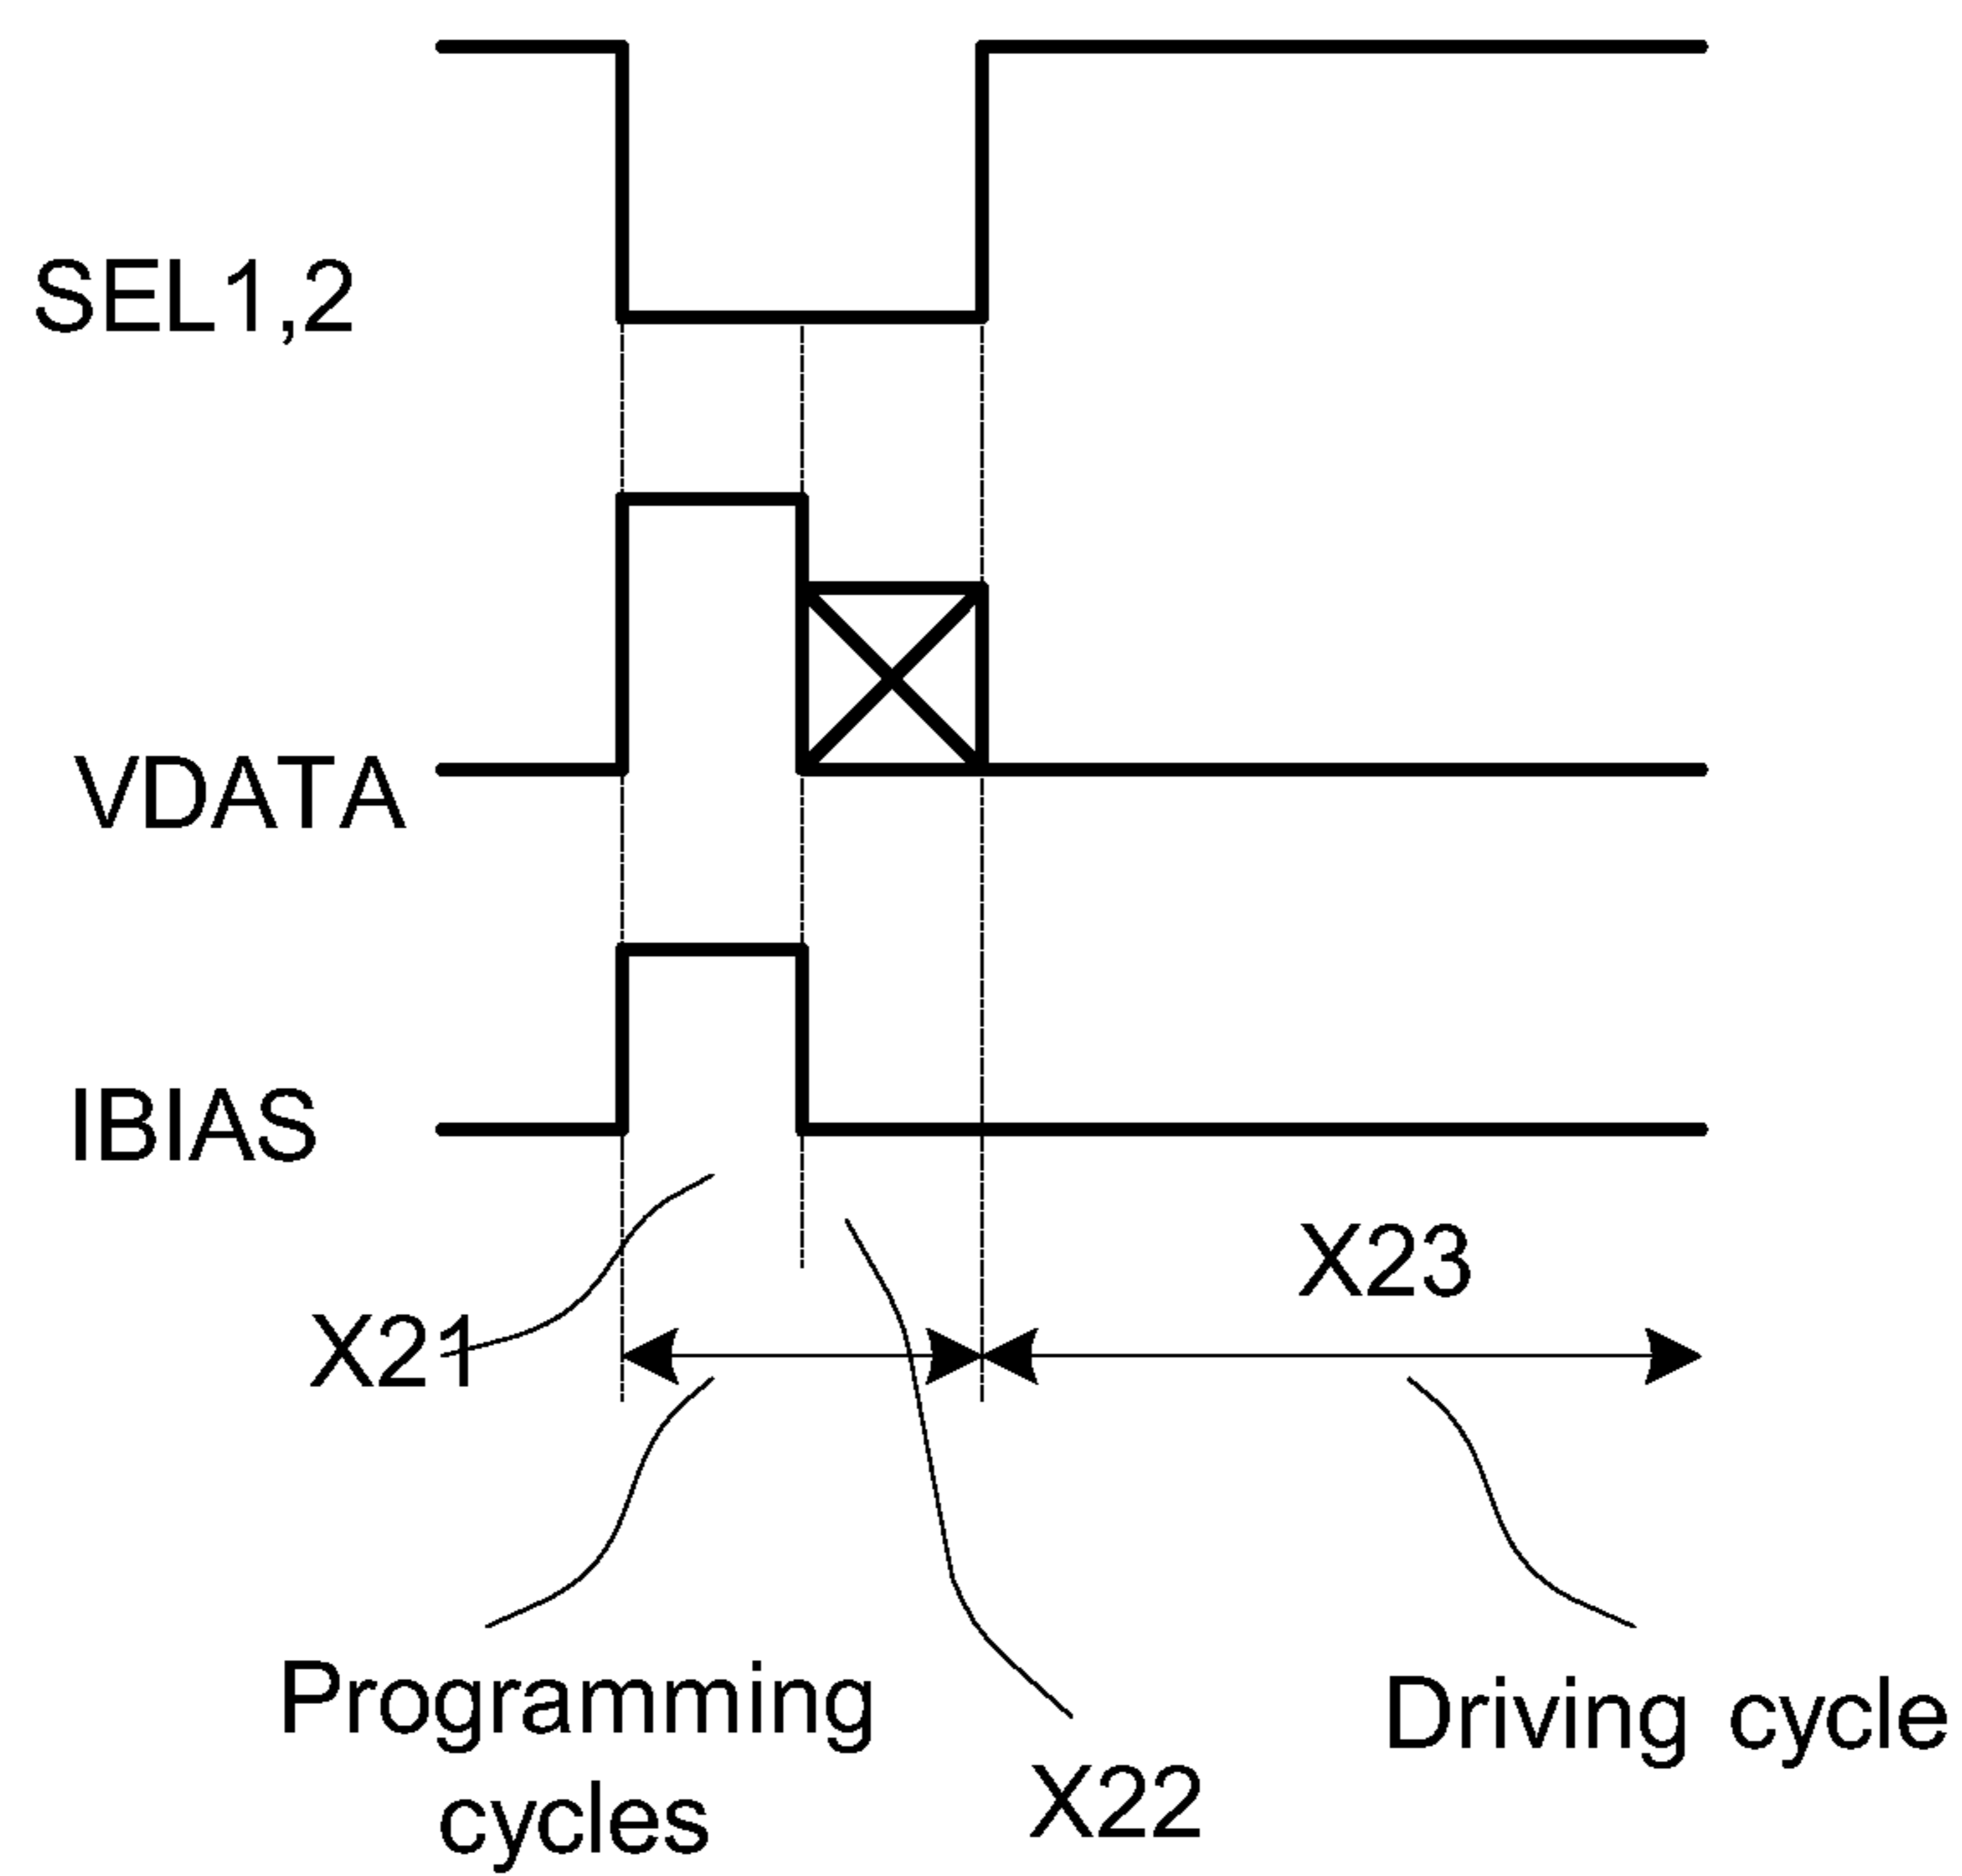 SEL1,2
VDATA
IBIAS
X23
X21
Programming
cycles
Driving cycle
X22